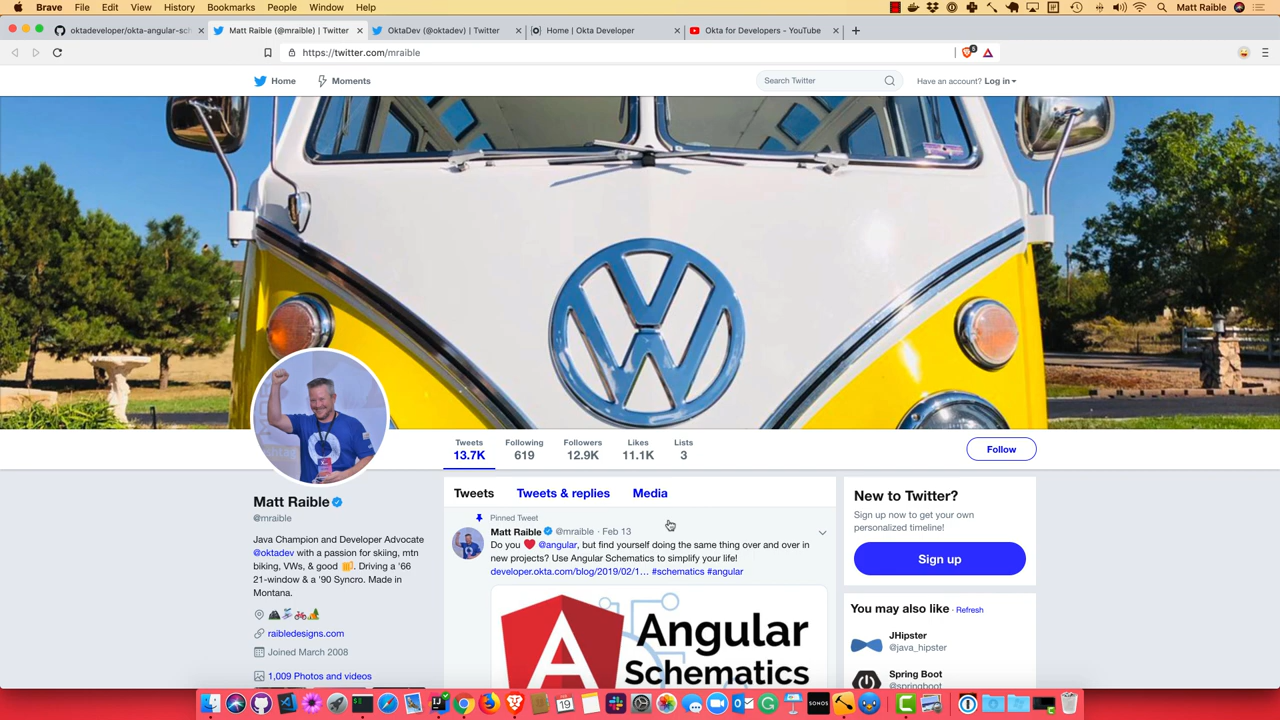 Brave File Edit View History Bookmarks People Window Help Matt Raible
oktadeveloper/okta-angular-sch Matt Raible (@mraible) | Twitter OktaDev (@oktadev) | Twitter Home | Okta Developer Okta for Developers - YouTube
https://twitter.com/mraible
Home Moments Search Twitter Have an account? Log in
Tweets Following Followers Likes Lists
13.7K 619 12.9K 11.1K 3
Follow
Matt Raible
@mraible
Java Champion and Developer Advocate
@oktadev with a passion for skiing, mtn
biking, VWs, & good 🍻. Driving a '66
21-window & a '90 Syncro. Made in
Montana.
raibledesigns.com
Joined March 2008
1,009 Photos and videos
Tweets Tweets & replies Media
Pinned Tweet
Matt Raible @mraible · Feb 13
Do you ❤️ @angular, but find yourself doing the same thing over and over in
new projects? Use Angular Schematics to simplify your life!
developer.okta.com/blog/2019/02/1… #schematics #angular
A Angular
Schematics
New to Twitter?
Sign up now to get your own
personalized timeline!
Sign up
You may also like · Refresh
JHipster
@java_hipster
Spring Boot
@springboot
19
SONOS